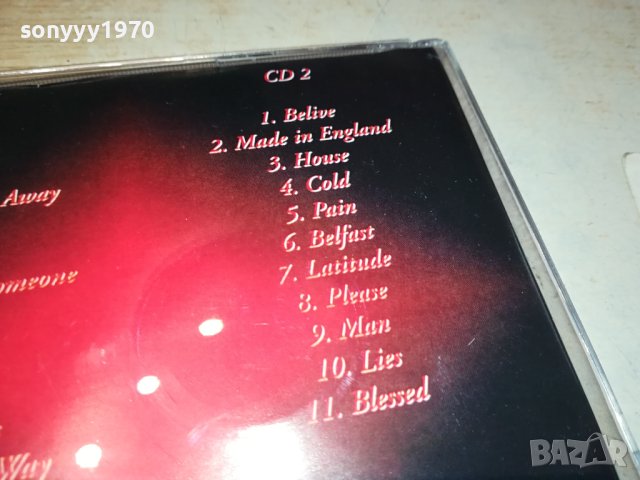 sonyyy1970
CD 2
1. Belive
2. Made in England
3. House
4. Cold
5. Pain
6. Belfast
7. Latitude
8. Please
9. Man
10. Lies
11. Blessed
Away
Way
BAZAR